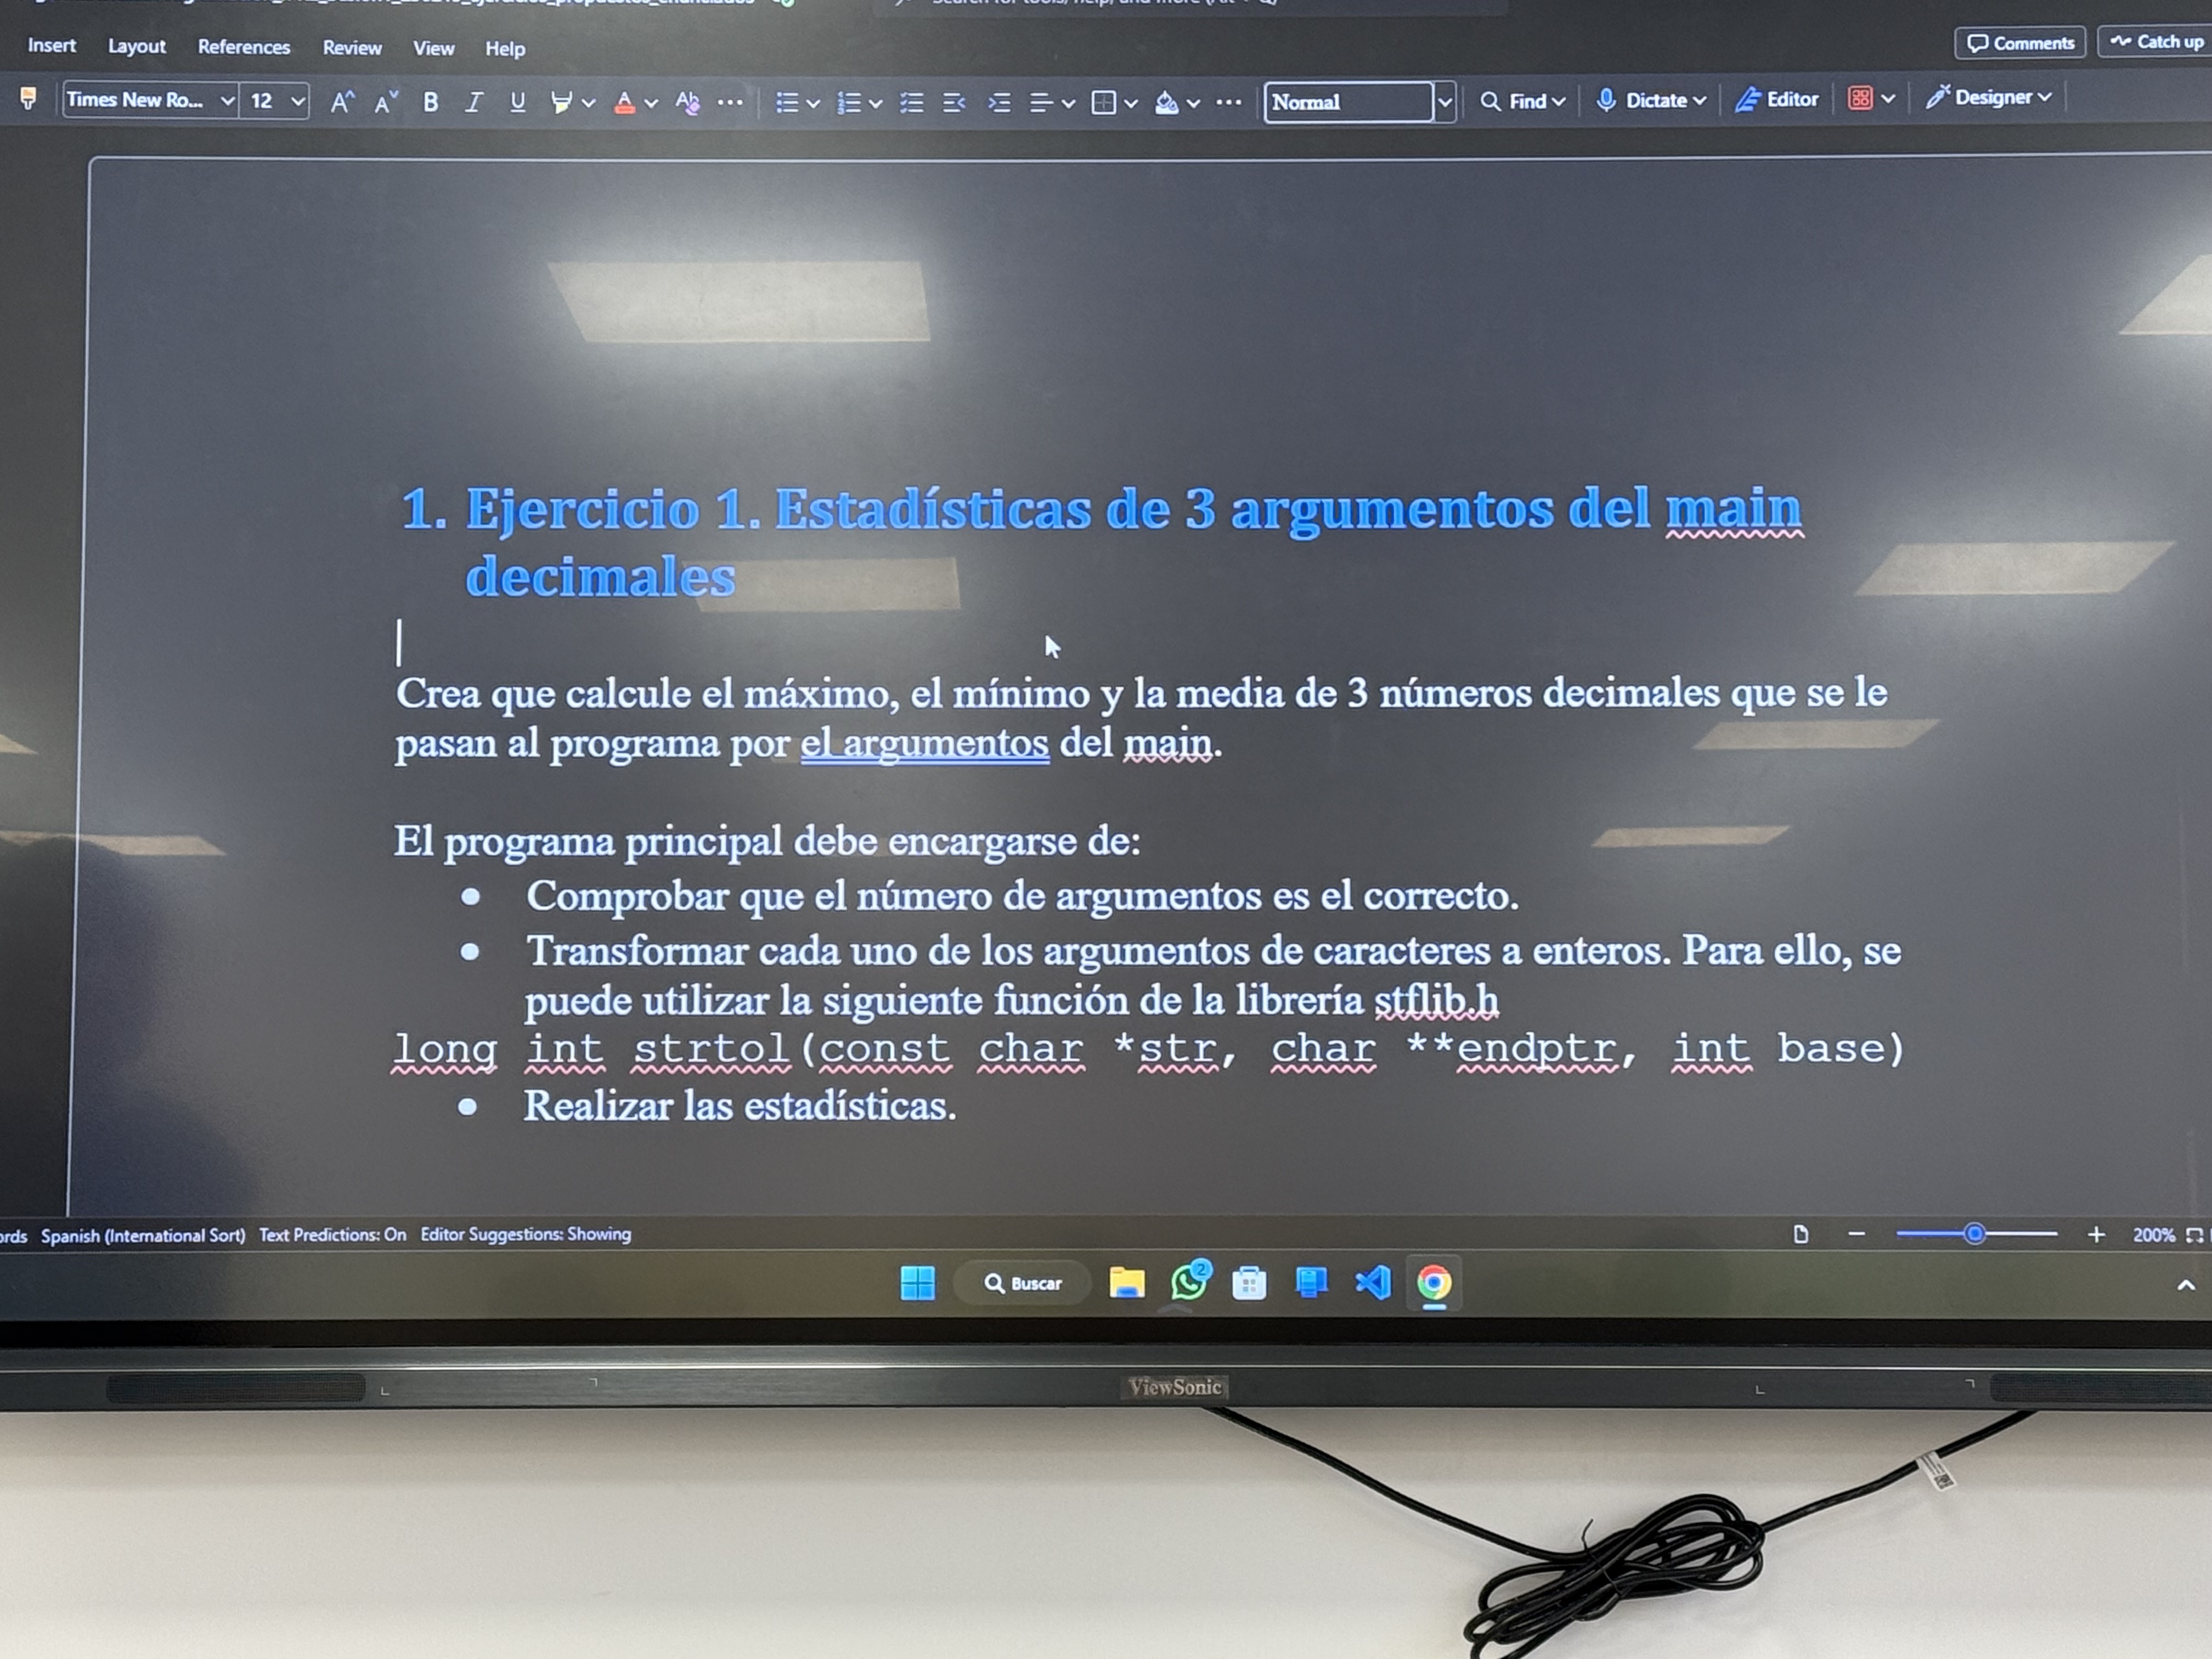 Insert Layout References Review View Help Comments Catch up
Times New Ro... 12 A A B I U A Ab ... Normal Find Dictate Editor Designer
1. Ejercicio 1. Estadísticas de 3 argumentos del main
decimales
Crea que calcule el máximo, el mínimo y la media de 3 números decimales que se le
pasan al programa por el argumentos del main.
El programa principal debe encargarse de:
• Comprobar que el número de argumentos es el correcto.
• Transformar cada uno de los argumentos de caracteres a enteros. Para ello, se
puede utilizar la siguiente función de la librería stflib.h
long int strtol(const char *str, char **endptr, int base)
• Realizar las estadísticas.
Spanish (International Sort) Text Predictions: On Editor Suggestions: Showing 200%
Buscar 2
ViewSonic